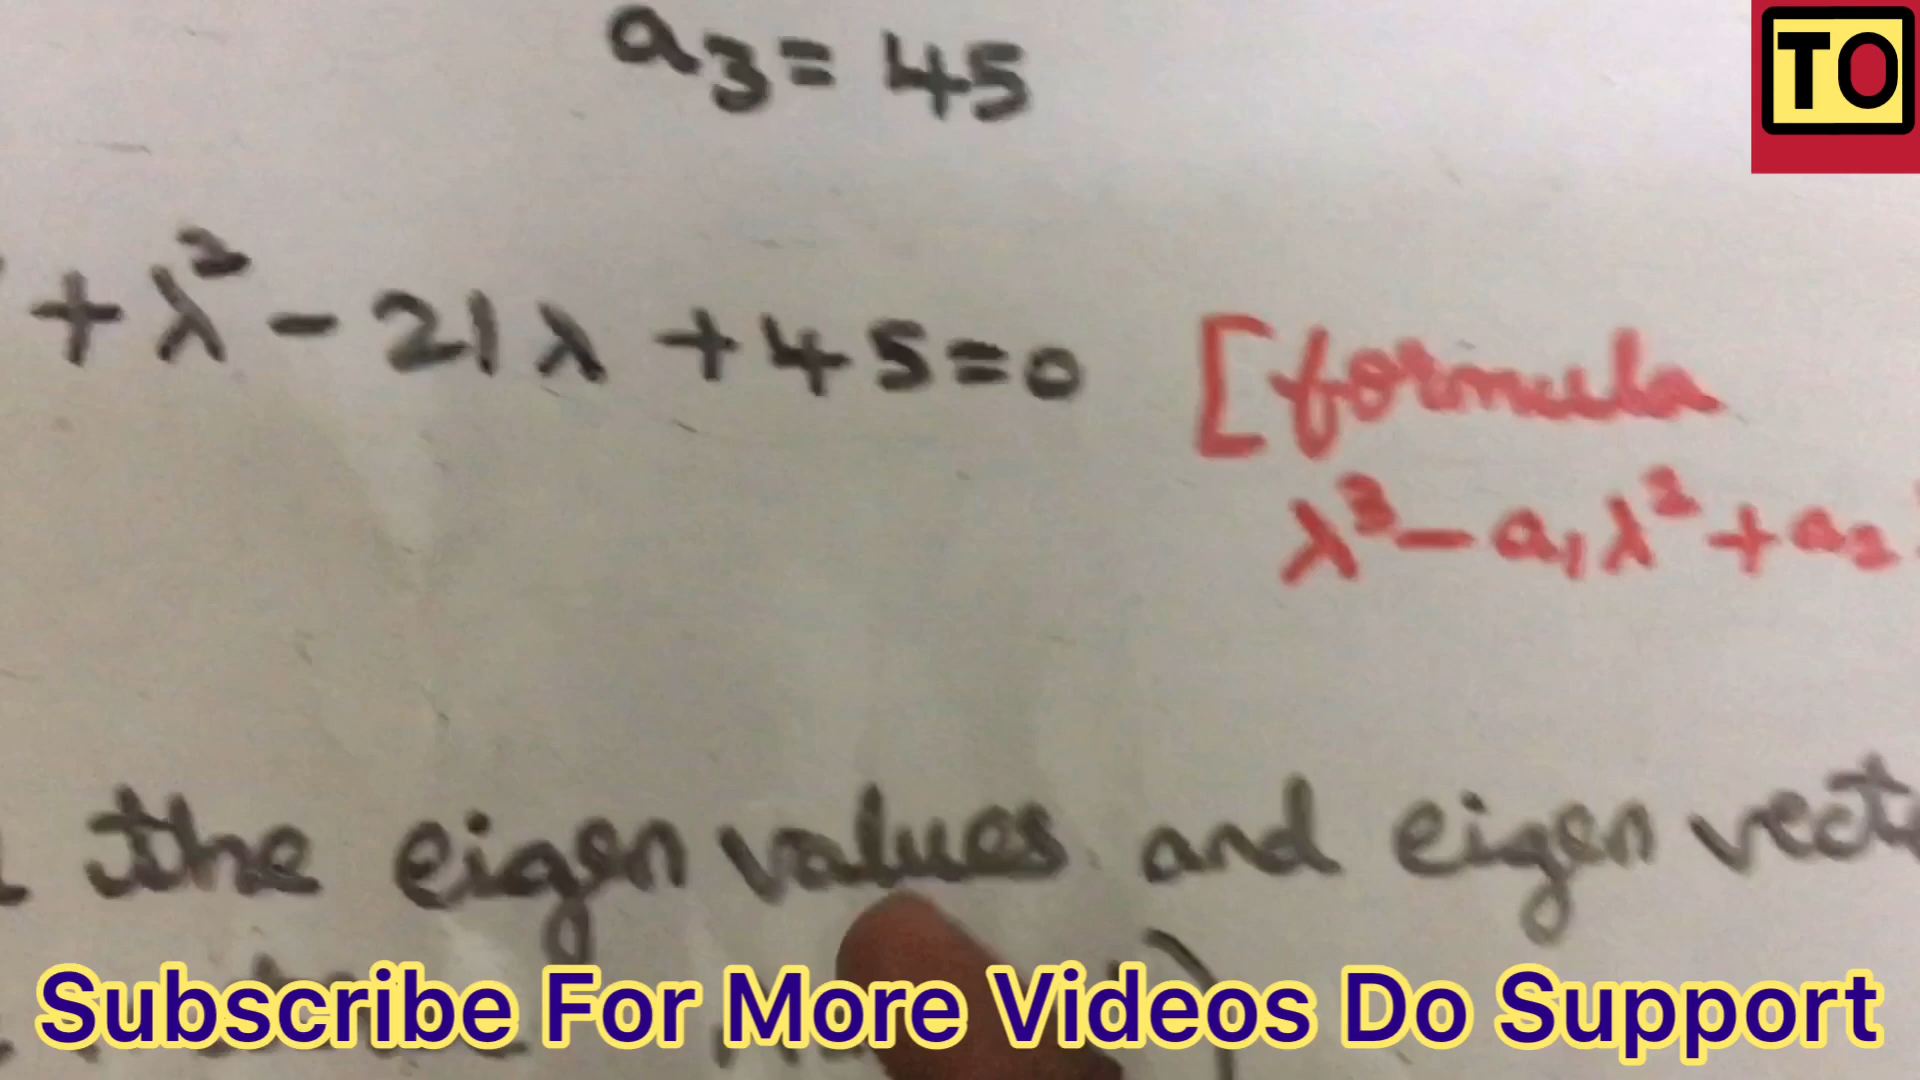 a₃ = 45
TO
+ λ² - 21λ + 45 = 0
[formula
λ³ - a₁λ² + a₂
the eigen values and eigen vect
Subscribe For More Videos Do Support